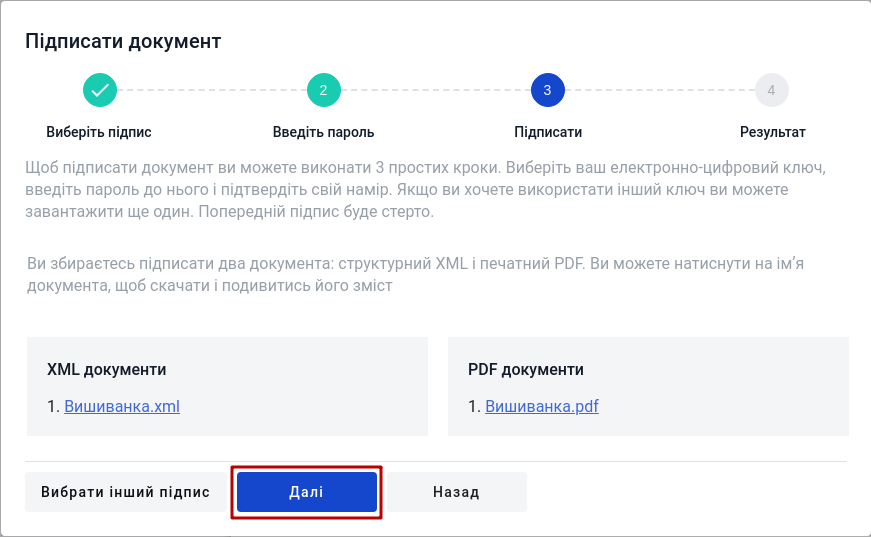 Підписати документ
2
3
4
Виберіть підпис
Введіть пароль
Підписати
Результат
Щоб підписати документ ви можете виконати 3 простих кроки. Виберіть ваш електронно-цифровий ключ,
введіть пароль до нього і підтвердіть свій намір. Якщо ви хочете використати інший ключ ви можете
завантажити ще один. Попередній підпис буде стерто.
Ви збираєтесь підписати два документа: структурний XML і печатний PDF. Ви можете натиснути на ім’я
документа, щоб скачати і подивитись його зміст
XML документи
1. Вишиванка.xml
PDF документи
1. Вишиванка.pdf
Вибрати інший підпис
Далі
Назад